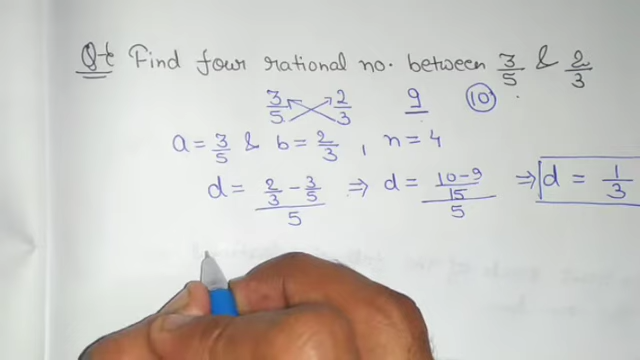 Q-6 Find four rational no. between 3/5 & 2/3
3/5 2/3 9 10
a = 3/5 & b = 2/3 , n = 4
d = (2/3 - 3/5)/5 ⇒ d = ((10-9)/15)/5 ⇒ d = 1/3